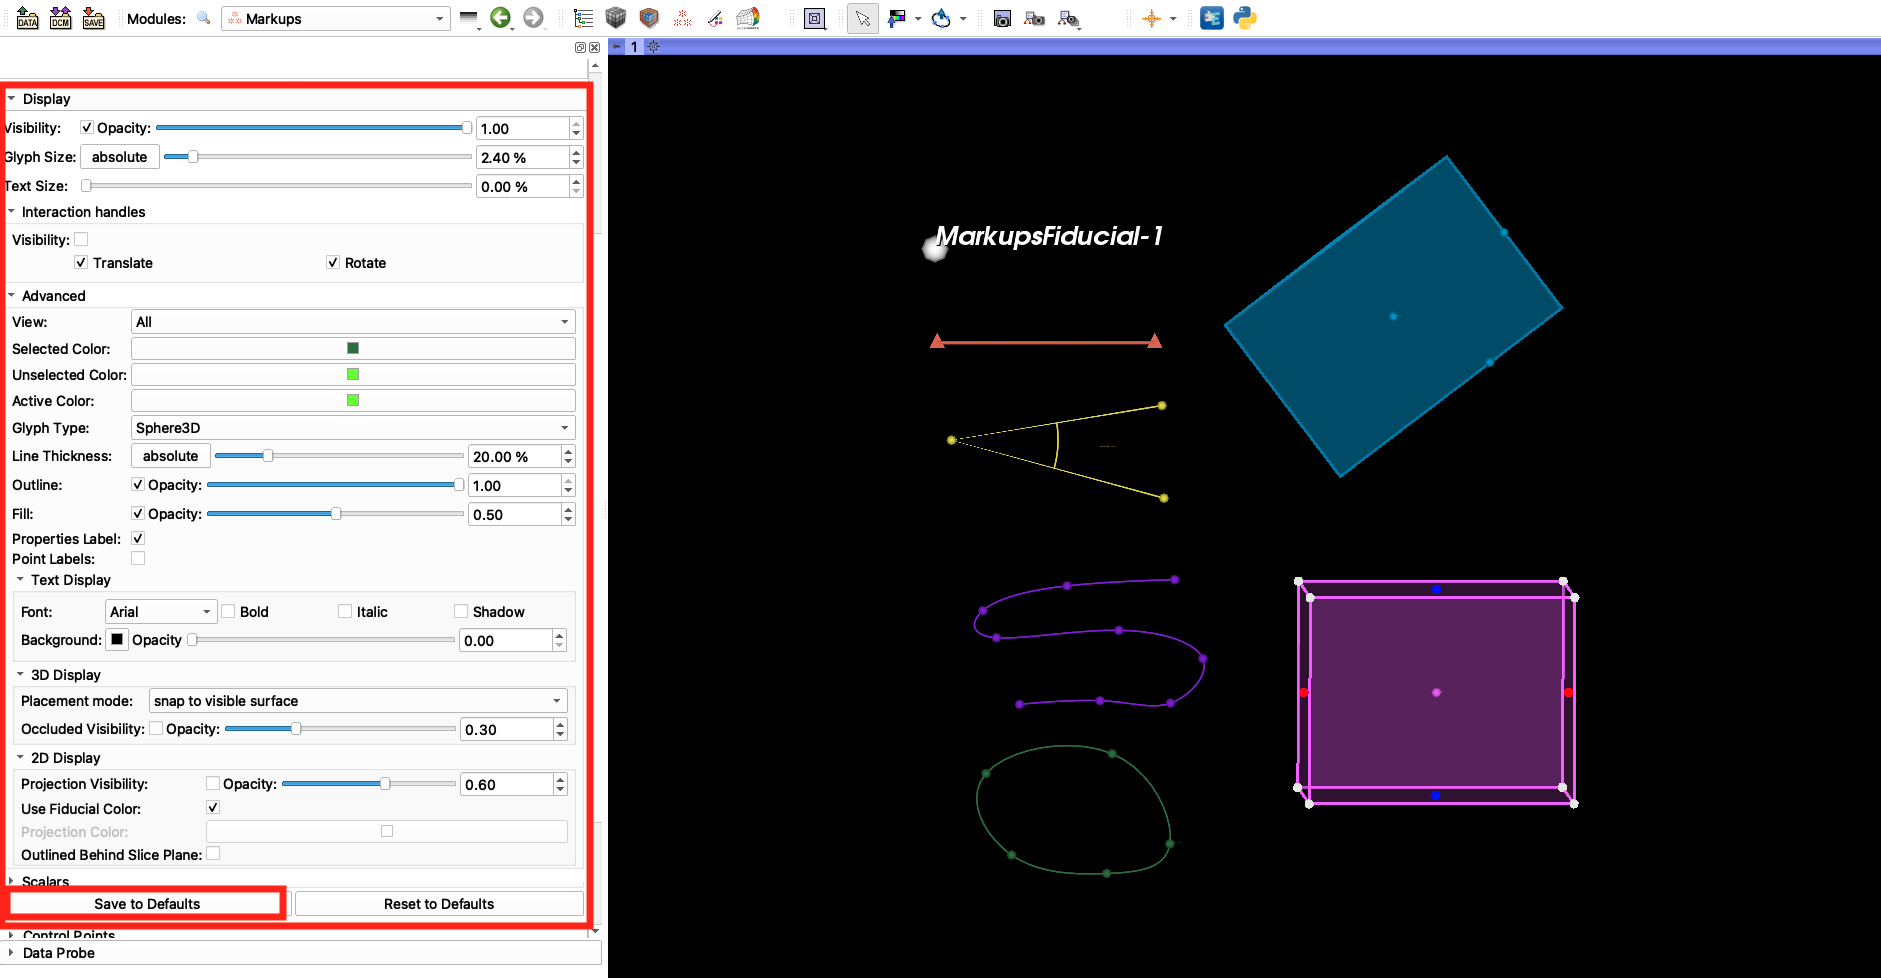 DATA DCM SAVE Modules: Markups
1
Display
Visibility: Opacity: 1.00
Glyph Size: absolute 2.40 %
Text Size: 0.00 %
Interaction handles
Visibility:
Translate Rotate
Advanced
View: All
Selected Color:
Unselected Color:
Active Color:
Glyph Type: Sphere3D
Line Thickness: absolute 20.00 %
Outline: Opacity: 1.00
Fill: Opacity: 0.50
Properties Label:
Point Labels:
Text Display
Font: Arial Bold Italic Shadow
Background: Opacity 0.00
3D Display
Placement mode: snap to visible surface
Occluded Visibility: Opacity: 0.30
2D Display
Projection Visibility: Opacity: 0.60
Use Fiducial Color:
Projection Color:
Outlined Behind Slice Plane:
Scalars
Save to Defaults Reset to Defaults
Control Points
Data Probe
MarkupsFiducial-1